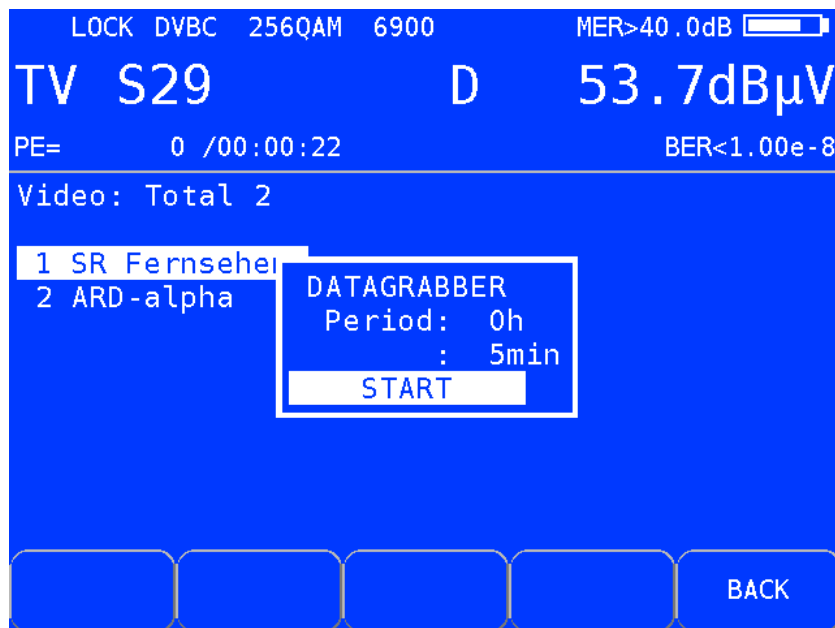 LOCK DVBC 256QAM 6900 MER>40.0dB
TV S29 D 53.7dBµV
PE= 0 /00:00:22 BER<1.00e-8
Video: Total 2
1 SR Fernsehen
2 ARD-alpha
DATAGRABBER
Period: 0h
: 5min
START
BACK